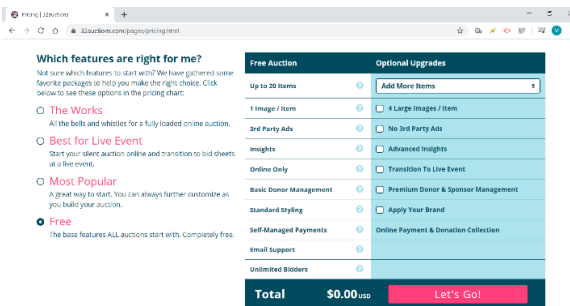 Pricing | 32auctions
32auctions.com/pages/pricing.html
Which features are right for me?
Not sure which features to start with? We have gathered some
favorite packages to help you make the right choice. Click
below to see these options in the pricing chart:
The Works
All the bells and whistles for a fully loaded online auction.
Best for Live Event
Start your silent auction online and transition to bid sheets
at a live event.
Most Popular
A great way to start. You can always further customize as
you build your auction.
Free
The base features ALL auctions start with. Completely free.
Free Auction Optional Upgrades
Up to 20 Items ? Add More Items
1 Image / Item ? 4 Large Images / Item
3rd Party Ads ? No 3rd Party Ads
Insights ? Advanced Insights
Online Only ? Transition To Live Event
Basic Donor Management ? Premium Donor & Sponsor Management
Standard Styling ? Apply Your Brand
Self-Managed Payments ? Online Payment & Donation Collection
Email Support ?
Unlimited Bidders ?
Total $0.00 USD Let's Go!